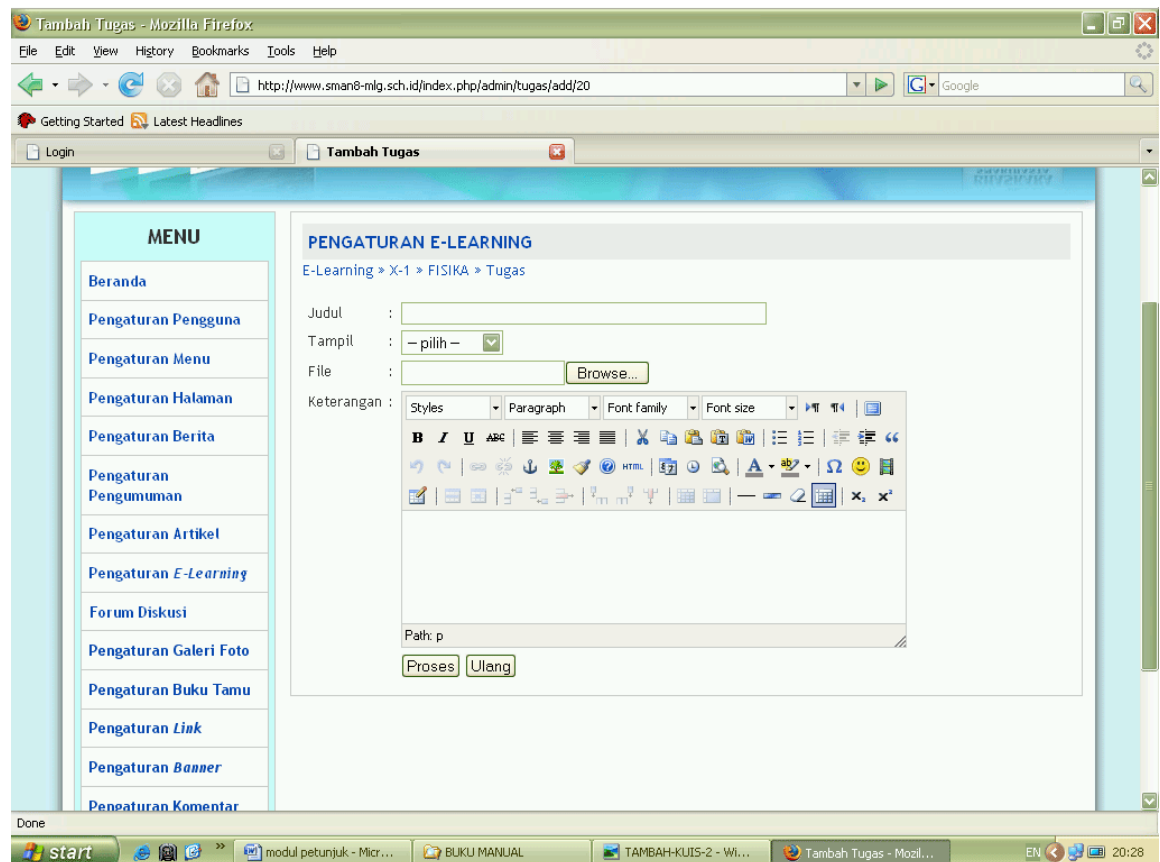 Tambah Tugas - Mozilla Firefox
File Edit View History Bookmarks Tools Help
http://www.sman8-mlg.sch.id/index.php/admin/tugas/add/20
G Google
Getting Started Latest Headlines
Login Tambah Tugas
MENU
Beranda
Pengaturan Pengguna
Pengaturan Menu
Pengaturan Halaman
Pengaturan Berita
Pengaturan
Pengumuman
Pengaturan Artikel
Pengaturan E-Learning
Forum Diskusi
Pengaturan Galeri Foto
Pengaturan Buku Tamu
Pengaturan Link
Pengaturan Banner
Pengaturan Komentar
PENGATURAN E-LEARNING
E-Learning » X-1 » FISIKA » Tugas
Judul :
Tampil : -- pilih --
File : Browse...
Keterangan :
Styles Paragraph Font family Font size
B I U ABC
HTML A ab Ω
x₂ x²
Path: p
Proses Ulang
Done
start » modul petunjuk - Micr... BUKU MANUAL TAMBAH-KUIS-2 - Wi... Tambah Tugas - Mozil... EN 20:28